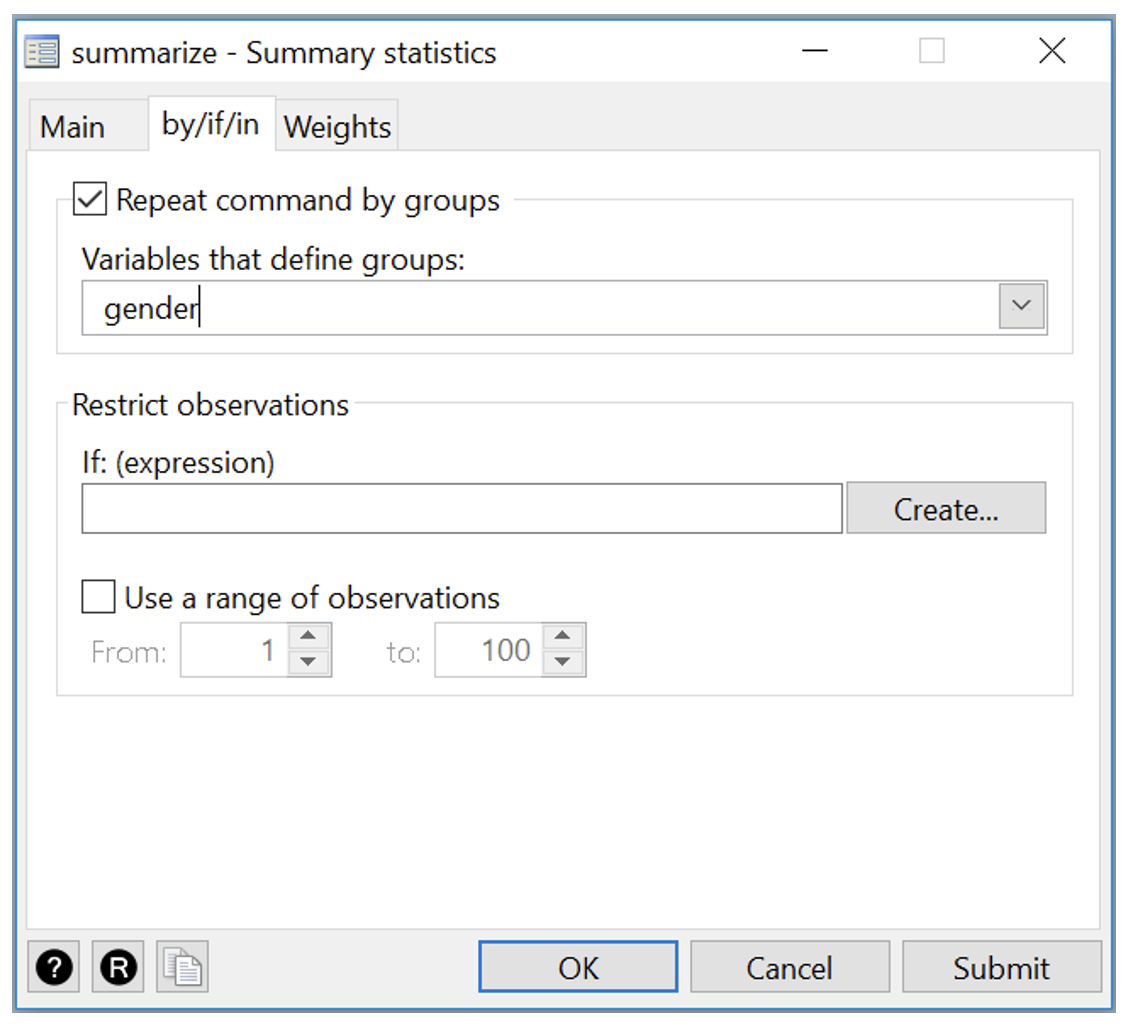 summarize - Summary statistics
Main by/if/in Weights
Repeat command by groups
Variables that define groups:
gender
Restrict observations
If: (expression)
Create...
Use a range of observations
From: 1 to: 100
? R OK Cancel Submit